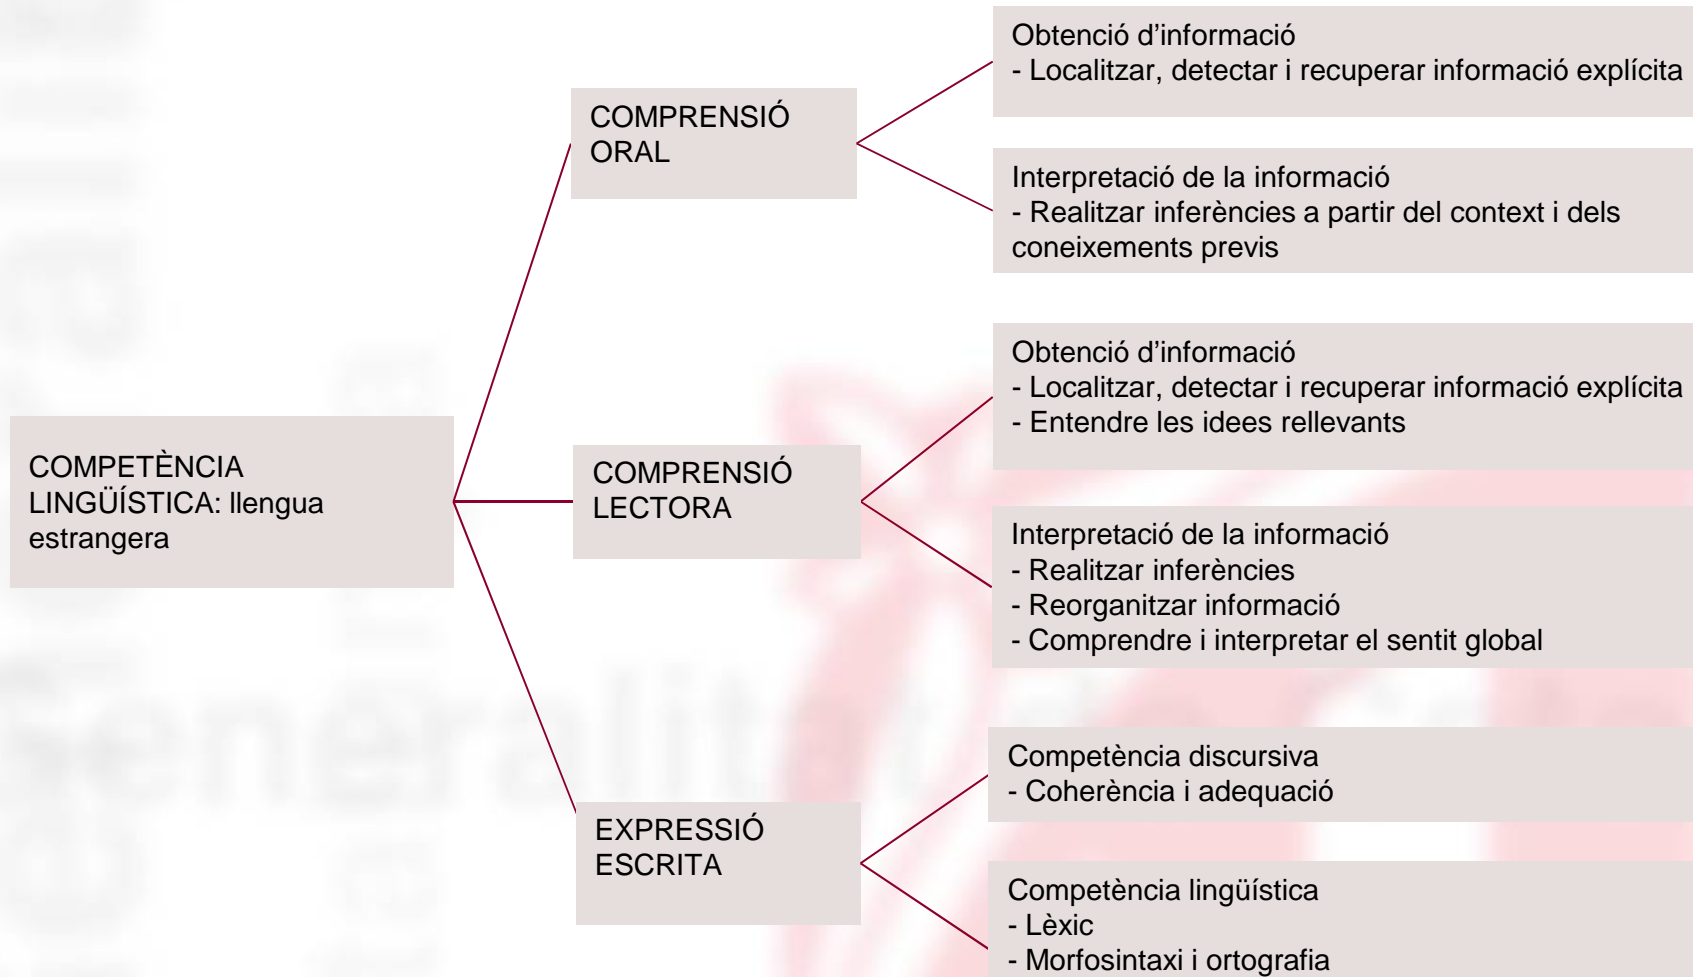 COMPETÈNCIA
LINGÜÍSTICA: llengua
estrangera
COMPRENSIÓ
ORAL
Obtenció d’informació
- Localitzar, detectar i recuperar informació explícita
Interpretació de la informació
- Realitzar inferències a partir del context i dels
coneixements previs
COMPRENSIÓ
LECTORA
Obtenció d’informació
- Localitzar, detectar i recuperar informació explícita
- Entendre les idees rellevants
Interpretació de la informació
- Realitzar inferències
- Reorganitzar informació
- Comprendre i interpretar el sentit global
EXPRESSIÓ
ESCRITA
Competència discursiva
- Coherència i adequació
Competència lingüística
- Lèxic
- Morfosintaxi i ortografia